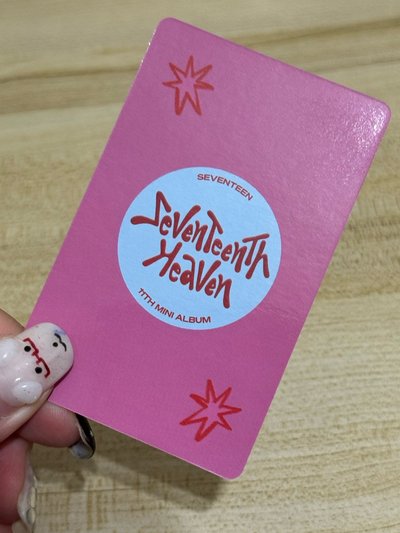 SEVENTEEN
SevenTeenTh
Heaven
11TH MINI ALBUM